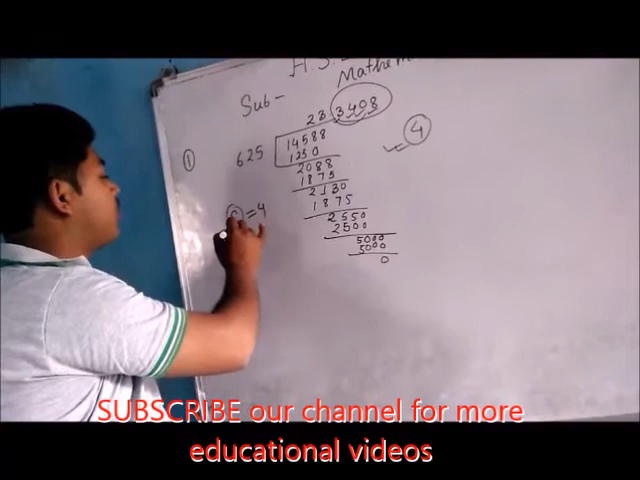 H.S.
Mathem
Sub-
23 3408
① 625 14588
1250
2088
1875
2130
1875
2550
2500
5000
5000
0
④
= 4
SUBSCRIBE our channel for more
educational videos